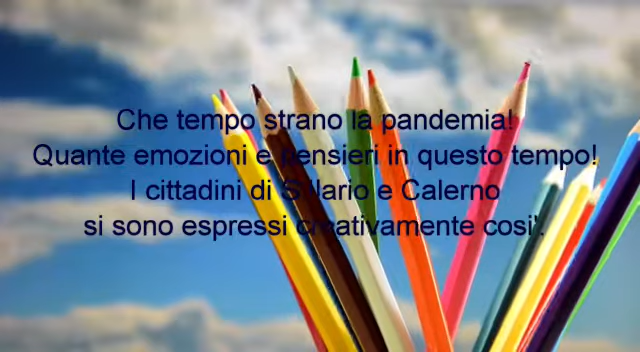 Che tempo strano la pandemia!
Quante emozioni e pensieri in questo tempo!
I cittadini di S.Ilario e Calerno
si sono espressi creativamente cosi'.